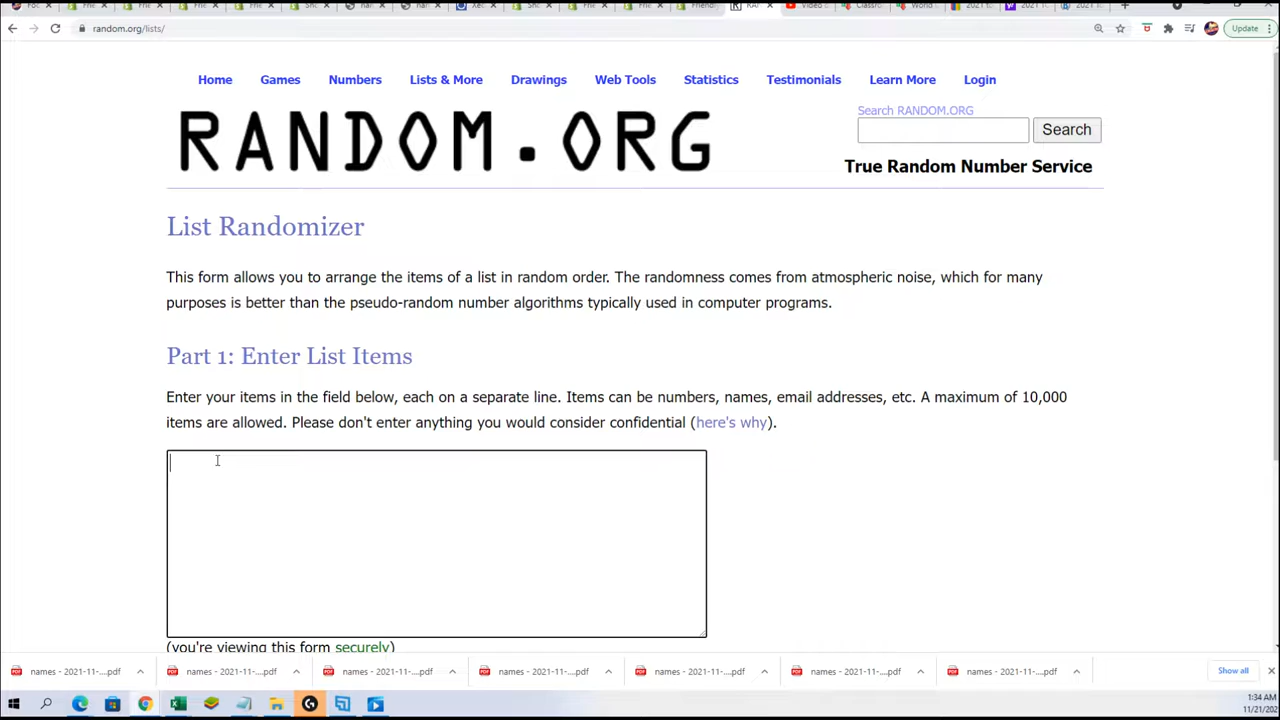 random.org/lists/
Update
Home Games Numbers Lists & More Drawings Web Tools Statistics Testimonials Learn More Login
RANDOM.ORG
Search RANDOM.ORG
Search
True Random Number Service
List Randomizer
This form allows you to arrange the items of a list in random order. The randomness comes from atmospheric noise, which for many
purposes is better than the pseudo-random number algorithms typically used in computer programs.
Part 1: Enter List Items
Enter your items in the field below, each on a separate line. Items can be numbers, names, email addresses, etc. A maximum of 10,000
items are allowed. Please don't enter anything you would consider confidential (here's why).
(you're viewing this form securely)
names - 2021-11-....pdf names - 2021-11-....pdf names - 2021-11-....pdf names - 2021-11-....pdf names - 2021-11-....pdf names - 2021-11-....pdf names - 2021-11-....pdf Show all
1:34 AM
11/21/202